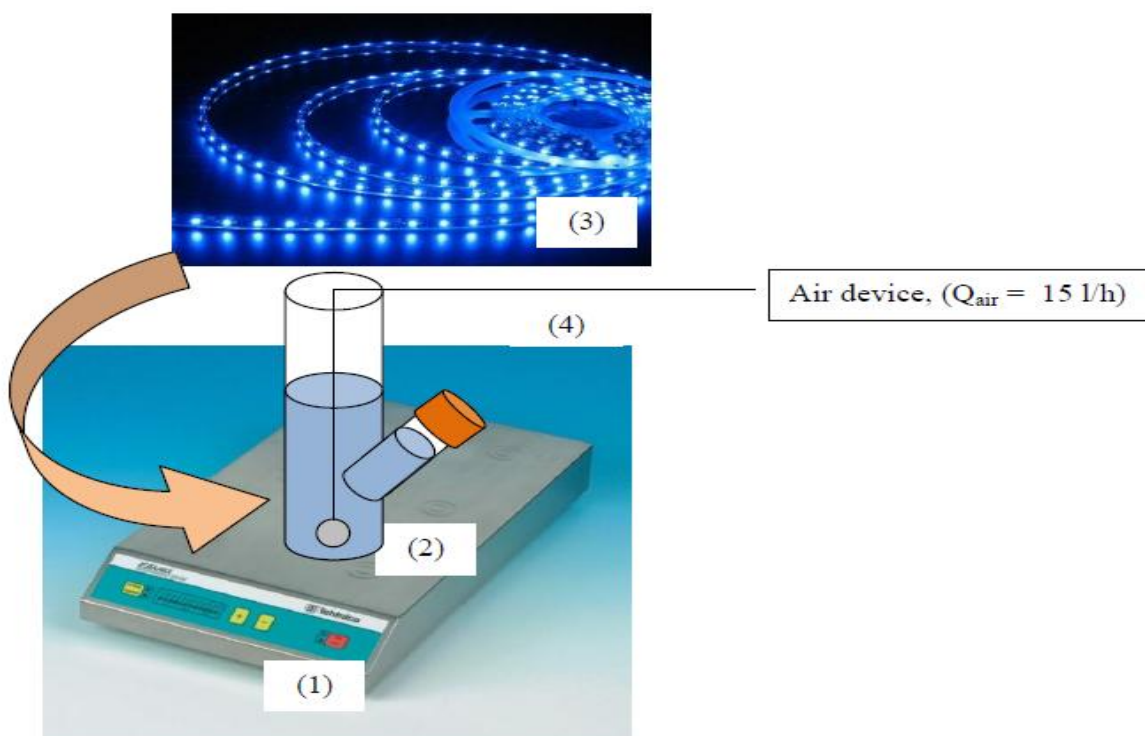 (3)
Air device, (Qair = 15 l/h)
(4)
(2)
(1)